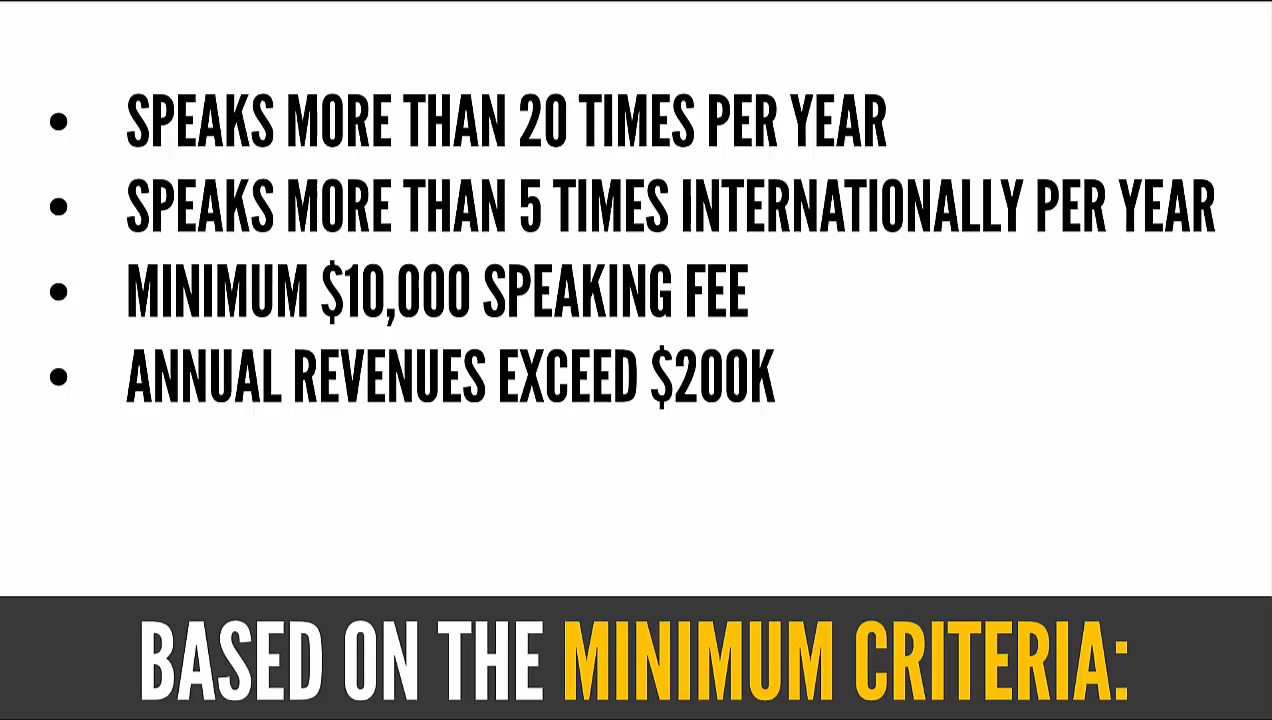 • SPEAKS MORE THAN 20 TIMES PER YEAR
• SPEAKS MORE THAN 5 TIMES INTERNATIONALLY PER YEAR
• MINIMUM $10,000 SPEAKING FEE
• ANNUAL REVENUES EXCEED $200K
BASED ON THE MINIMUM CRITERIA: